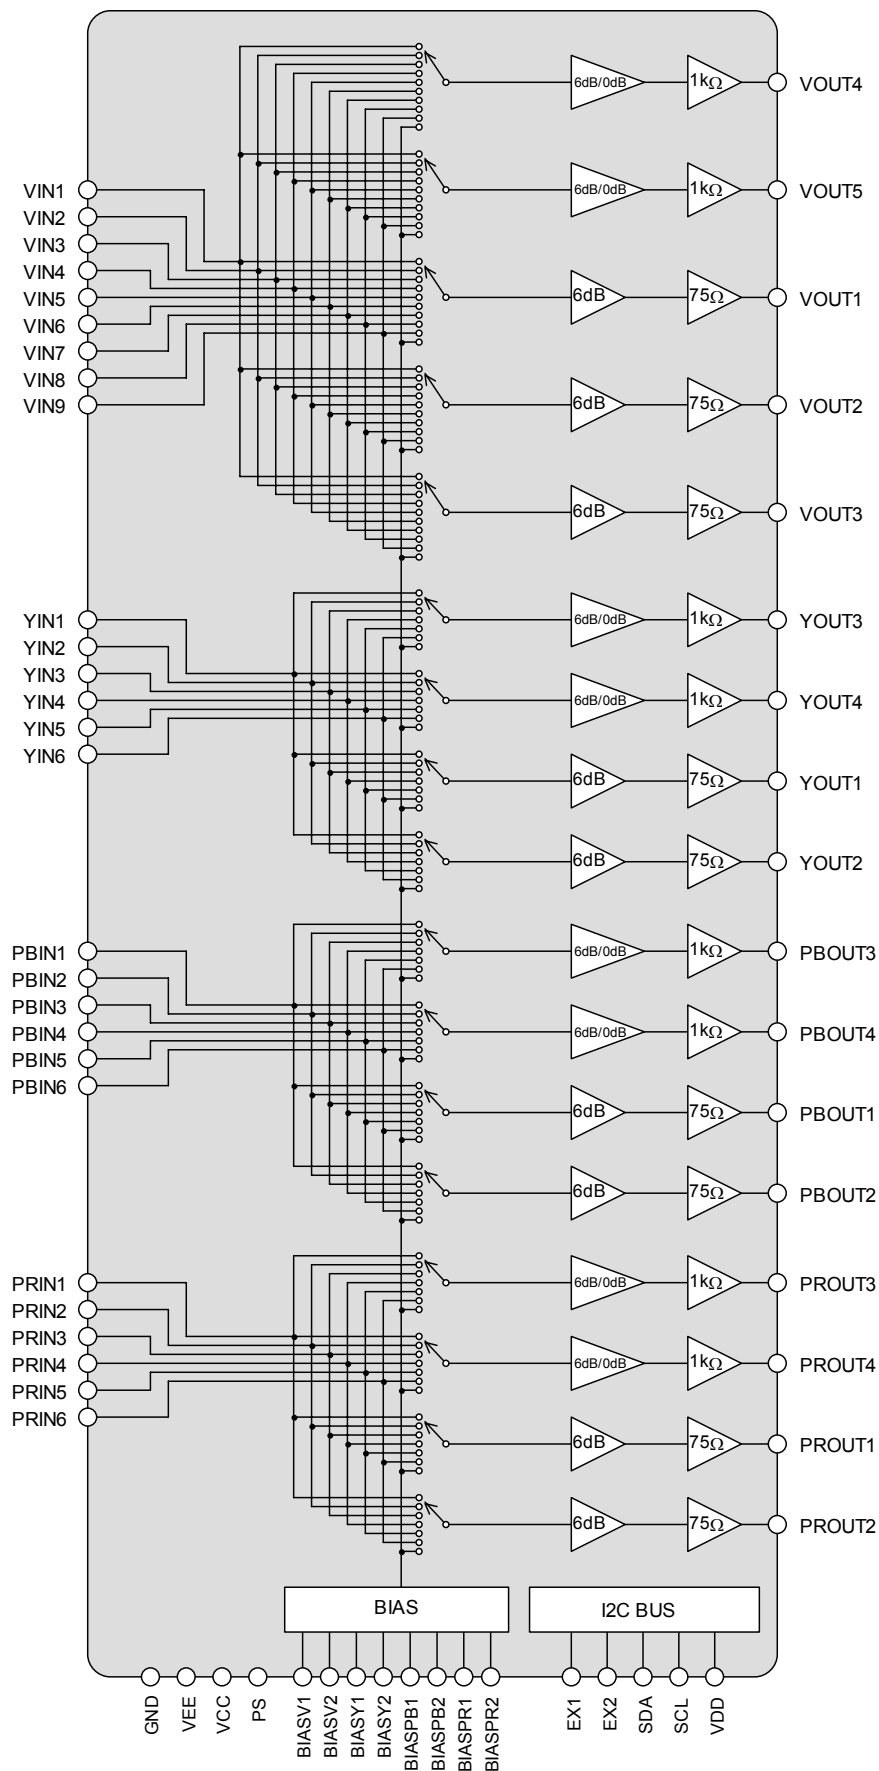 6dB/0dB 1kΩ VOUT4
VIN1 6dB/0dB 1kΩ VOUT5
VIN2
VIN3
VIN4
VIN5 6dB 75Ω VOUT1
VIN6
VIN7
VIN8
VIN9 6dB 75Ω VOUT2
6dB 75Ω VOUT3
YIN1 6dB/0dB 1kΩ YOUT3
YIN2
YIN3
YIN4 6dB/0dB 1kΩ YOUT4
YIN5
YIN6
6dB 75Ω YOUT1
6dB 75Ω YOUT2
PBIN1 6dB/0dB 1kΩ PBOUT3
PBIN2
PBIN3
PBIN4 6dB/0dB 1kΩ PBOUT4
PBIN5
PBIN6
6dB 75Ω PBOUT1
6dB 75Ω PBOUT2
PRIN1 6dB/0dB 1kΩ PROUT3
PRIN2
PRIN3
PRIN4 6dB/0dB 1kΩ PROUT4
PRIN5
PRIN6
6dB 75Ω PROUT1
6dB 75Ω PROUT2
BIAS I2C BUS
GND
VEE
VCC
PS
BIASV1
BIASV2
BIASY1
BIASY2
BIASPB1
BIASPB2
BIASPR1
BIASPR2
EX1
EX2
SDA
SCL
VDD